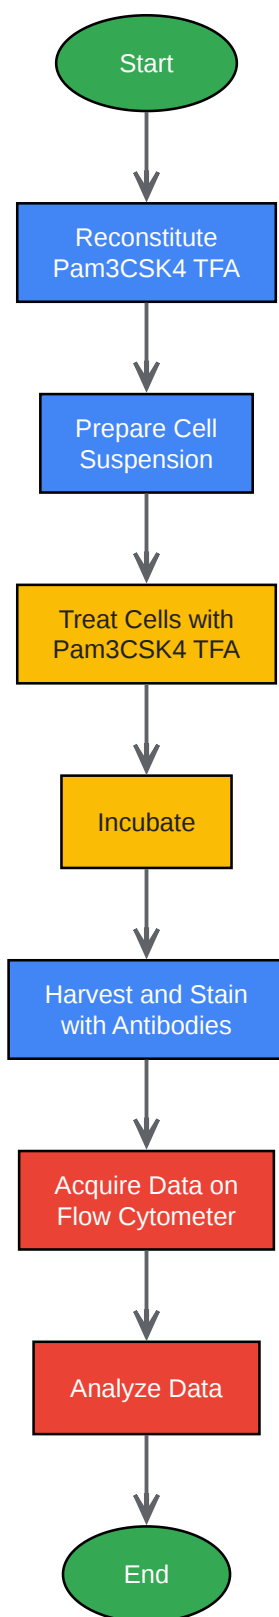 Start
Reconstitute
Pam3CSK4 TFA
Prepare Cell
Suspension
Treat Cells with
Pam3CSK4 TFA
Incubate
Harvest and Stain
with Antibodies
Acquire Data on
Flow Cytometer
Analyze Data
End